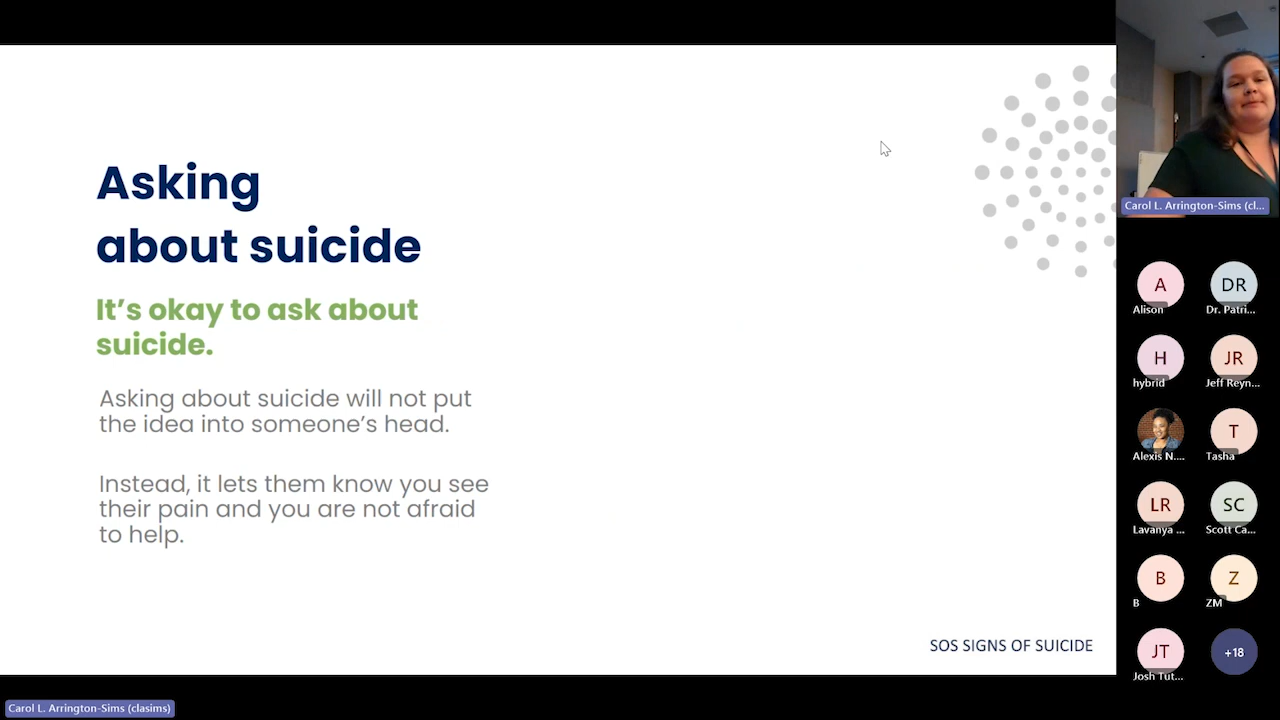 Asking
about suicide
It's okay to ask about
suicide.
Asking about suicide will not put
the idea into someone's head.
Instead, it lets them know you see
their pain and you are not afraid
to help.
SOS SIGNS OF SUICIDE
Carol L. Arrington-Sims (cl...
A
DR
Alison
Dr. Patri...
H
JR
hybrid
Jeff Reyn...
T
Alexis N....
Tasha
LR
SC
Lavanya ...
Scott Ca...
B
Z
B
ZM
JT
+18
Josh Tut...
Carol L. Arrington-Sims (clasims)